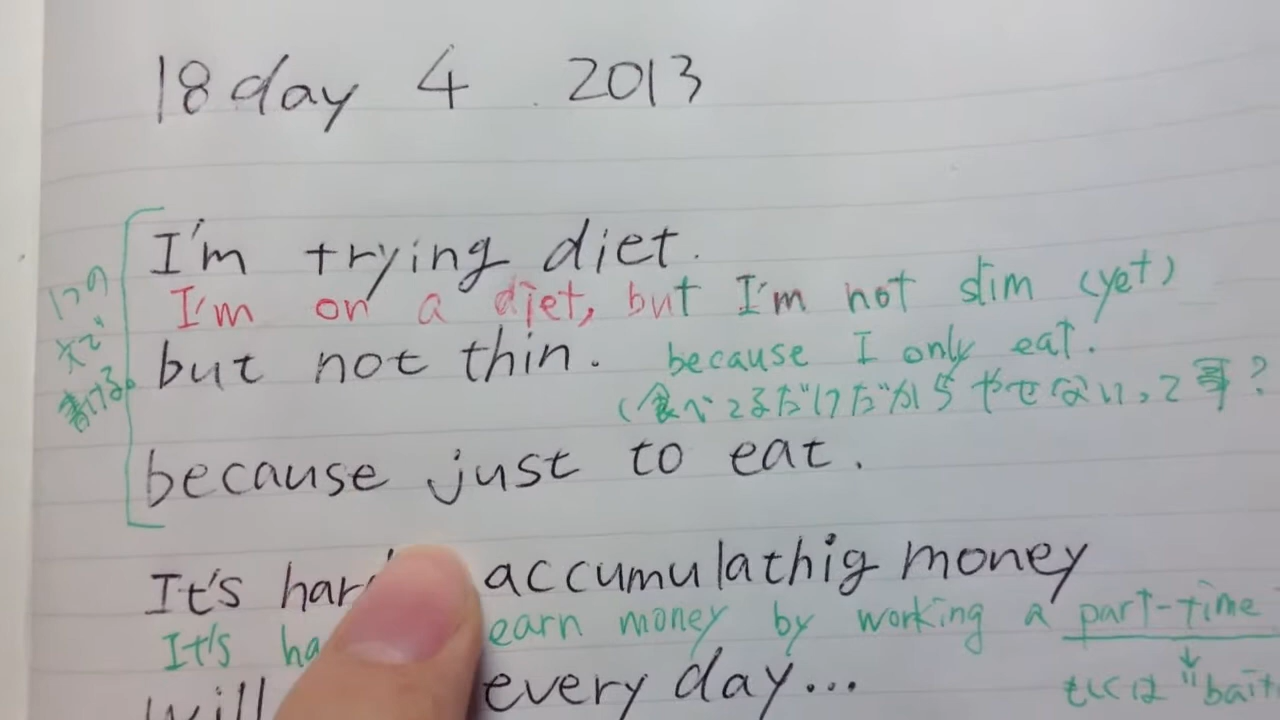 18 day 4 2013
I'm trying diet.
I'm on a diet, but I'm not slim (yet)
1つの
文で
書ける。
but not thin. because I only eat.
(食べてるだけだからやせないって事?
because just to eat.
It's accumulathig money
It's earn money by working a part-time
will every day...
もしくは "bait